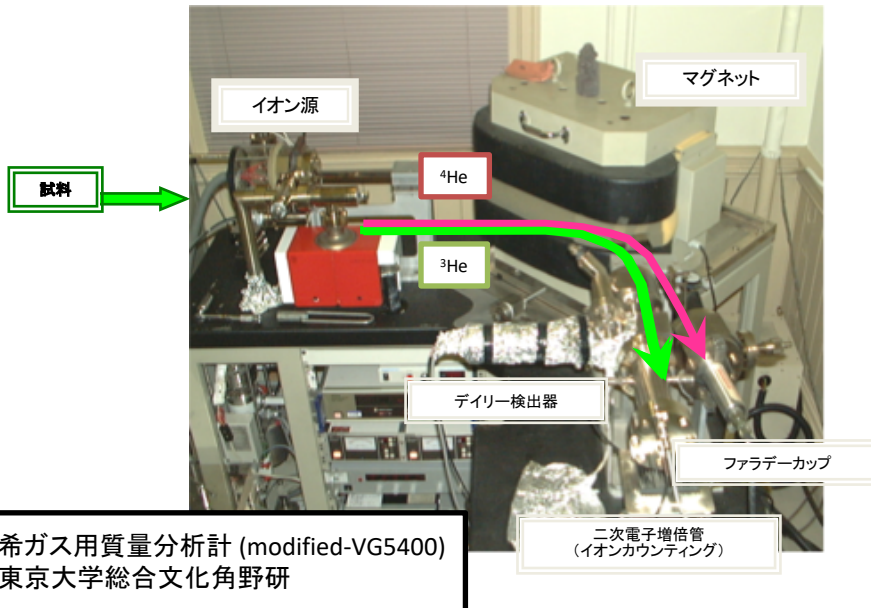 マグネット
イオン源
⁴He
試料
³He
デイリー検出器
ファラデーカップ
二次電子増倍管
(イオンカウンティング)
希ガス用質量分析計 (modified-VG5400)
東京大学総合文化角野研